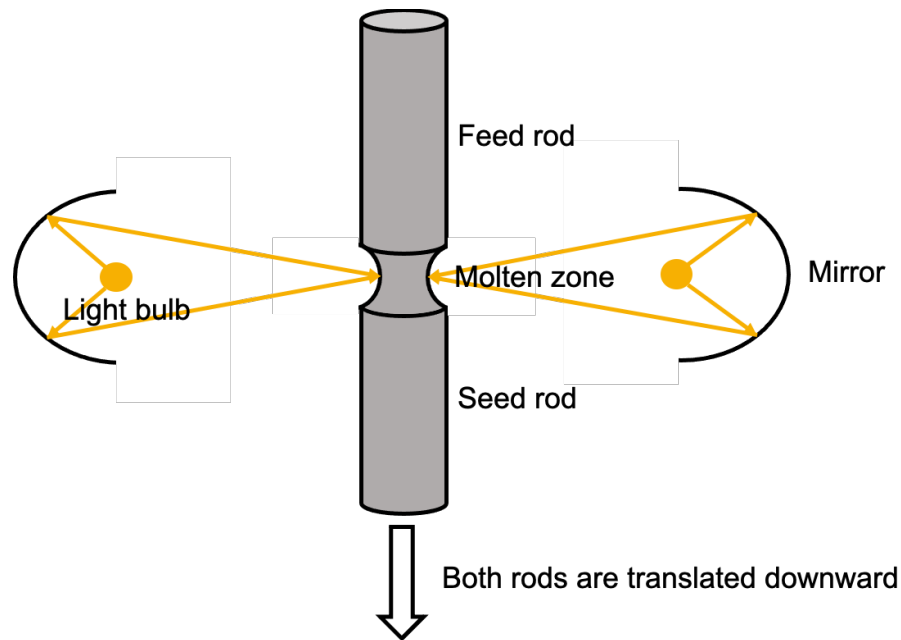 Feed rod
Molten zone
Mirror
Light bulb
Seed rod
Both rods are translated downward